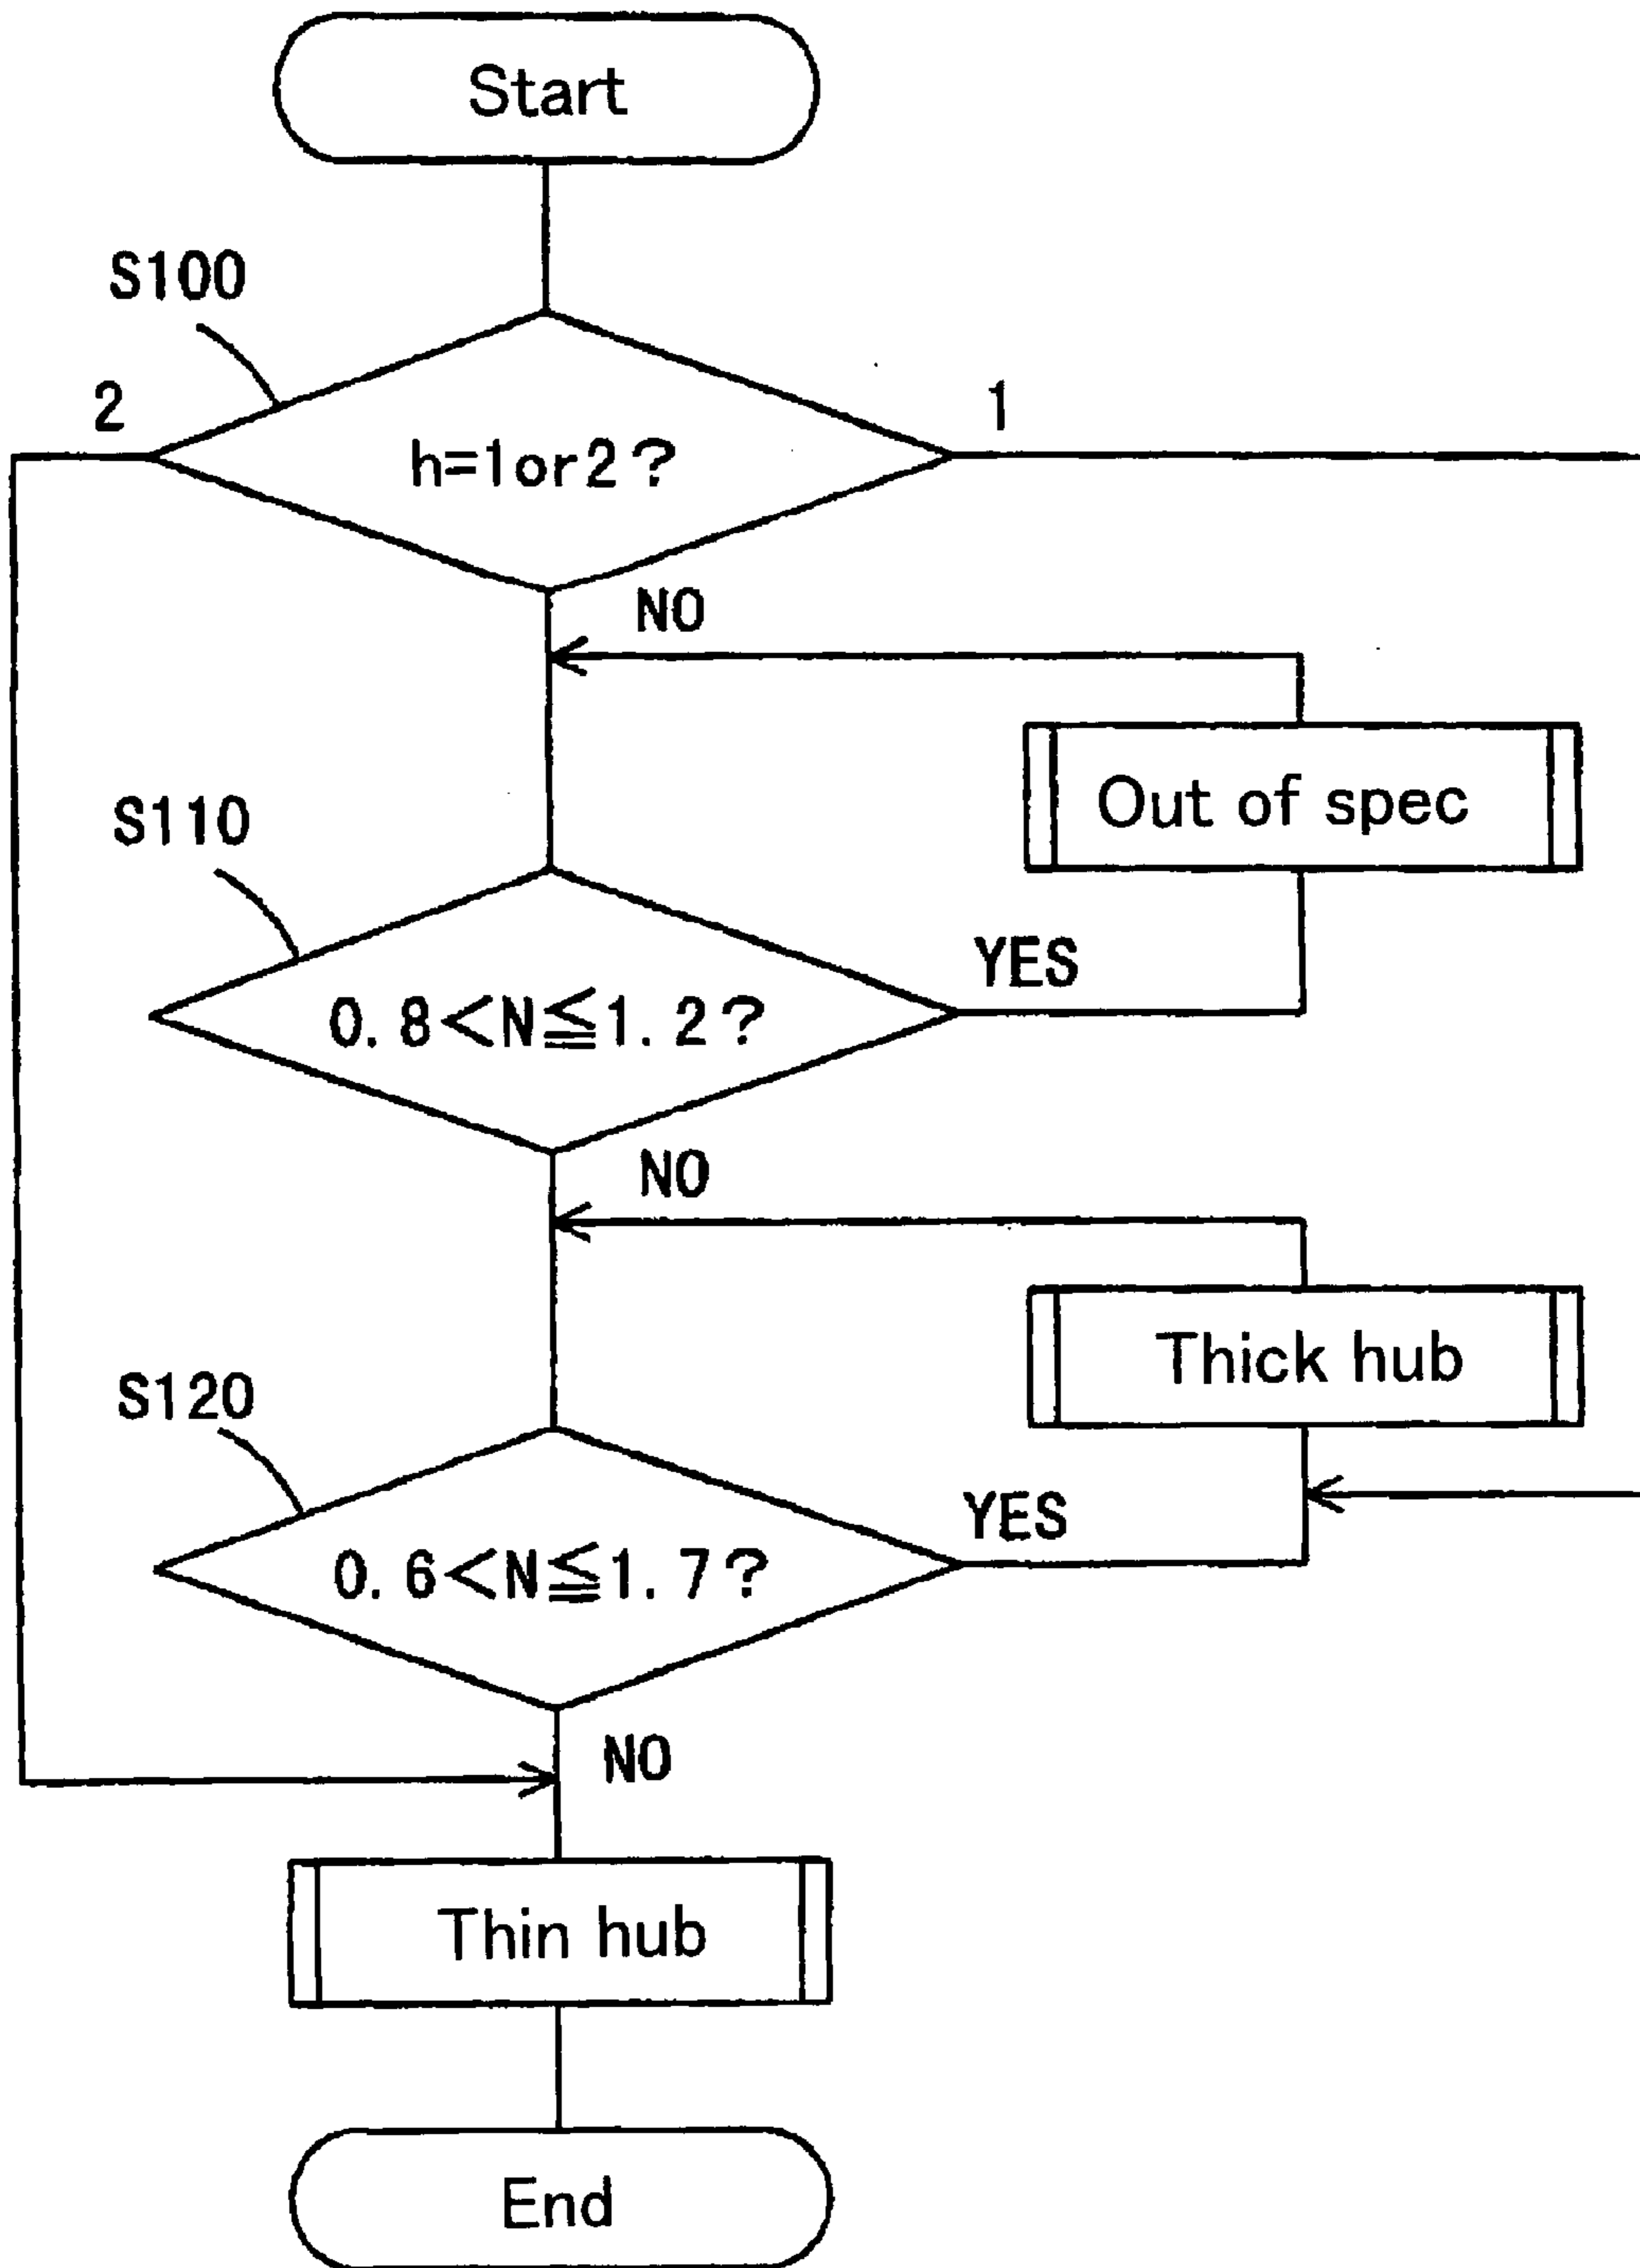 Start
S100
2
1
h=1or2?
NO
Out of spec
S110
YES
0.8<N≦1.2?
NO
Thick hub
S120
YES
0.6<N≦1.7?
NO
Thin hub
End